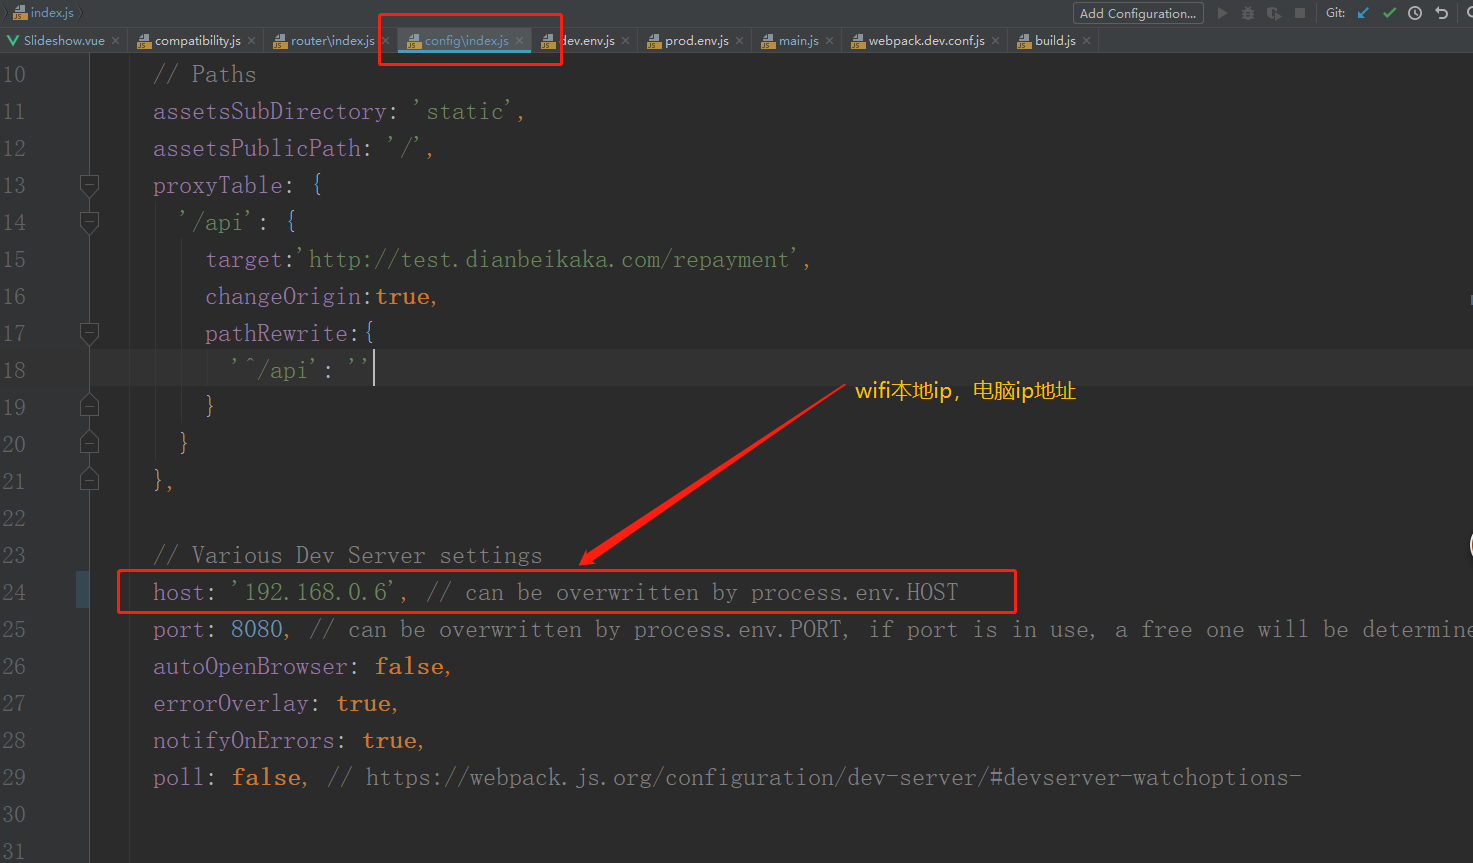 index.js
Add Configuration...
Git:
Slideshow.vue
compatibility.js
router\index.js
config\index.js
dev.env.js
prod.env.js
main.js
webpack.dev.conf.js
build.js
10 // Paths
11 assetsSubDirectory: 'static',
12 assetsPublicPath: '/',
13 proxyTable: {
14 '/api': {
15 target:'http://test.dianbeikaka.com/repayment',
16 changeOrigin:true,
17 pathRewrite:{
18 '^/api': ''
wifi本地ip，电脑ip地址
19 }
20 }
21 },
22
23 // Various Dev Server settings
24 host: '192.168.0.6', // can be overwritten by process.env.HOST
25 port: 8080, // can be overwritten by process.env.PORT, if port is in use, a free one will be determine
26 autoOpenBrowser: false,
27 errorOverlay: true,
28 notifyOnErrors: true,
29 poll: false, // https://webpack.js.org/configuration/dev-server/#devserver-watchoptions-
30
31